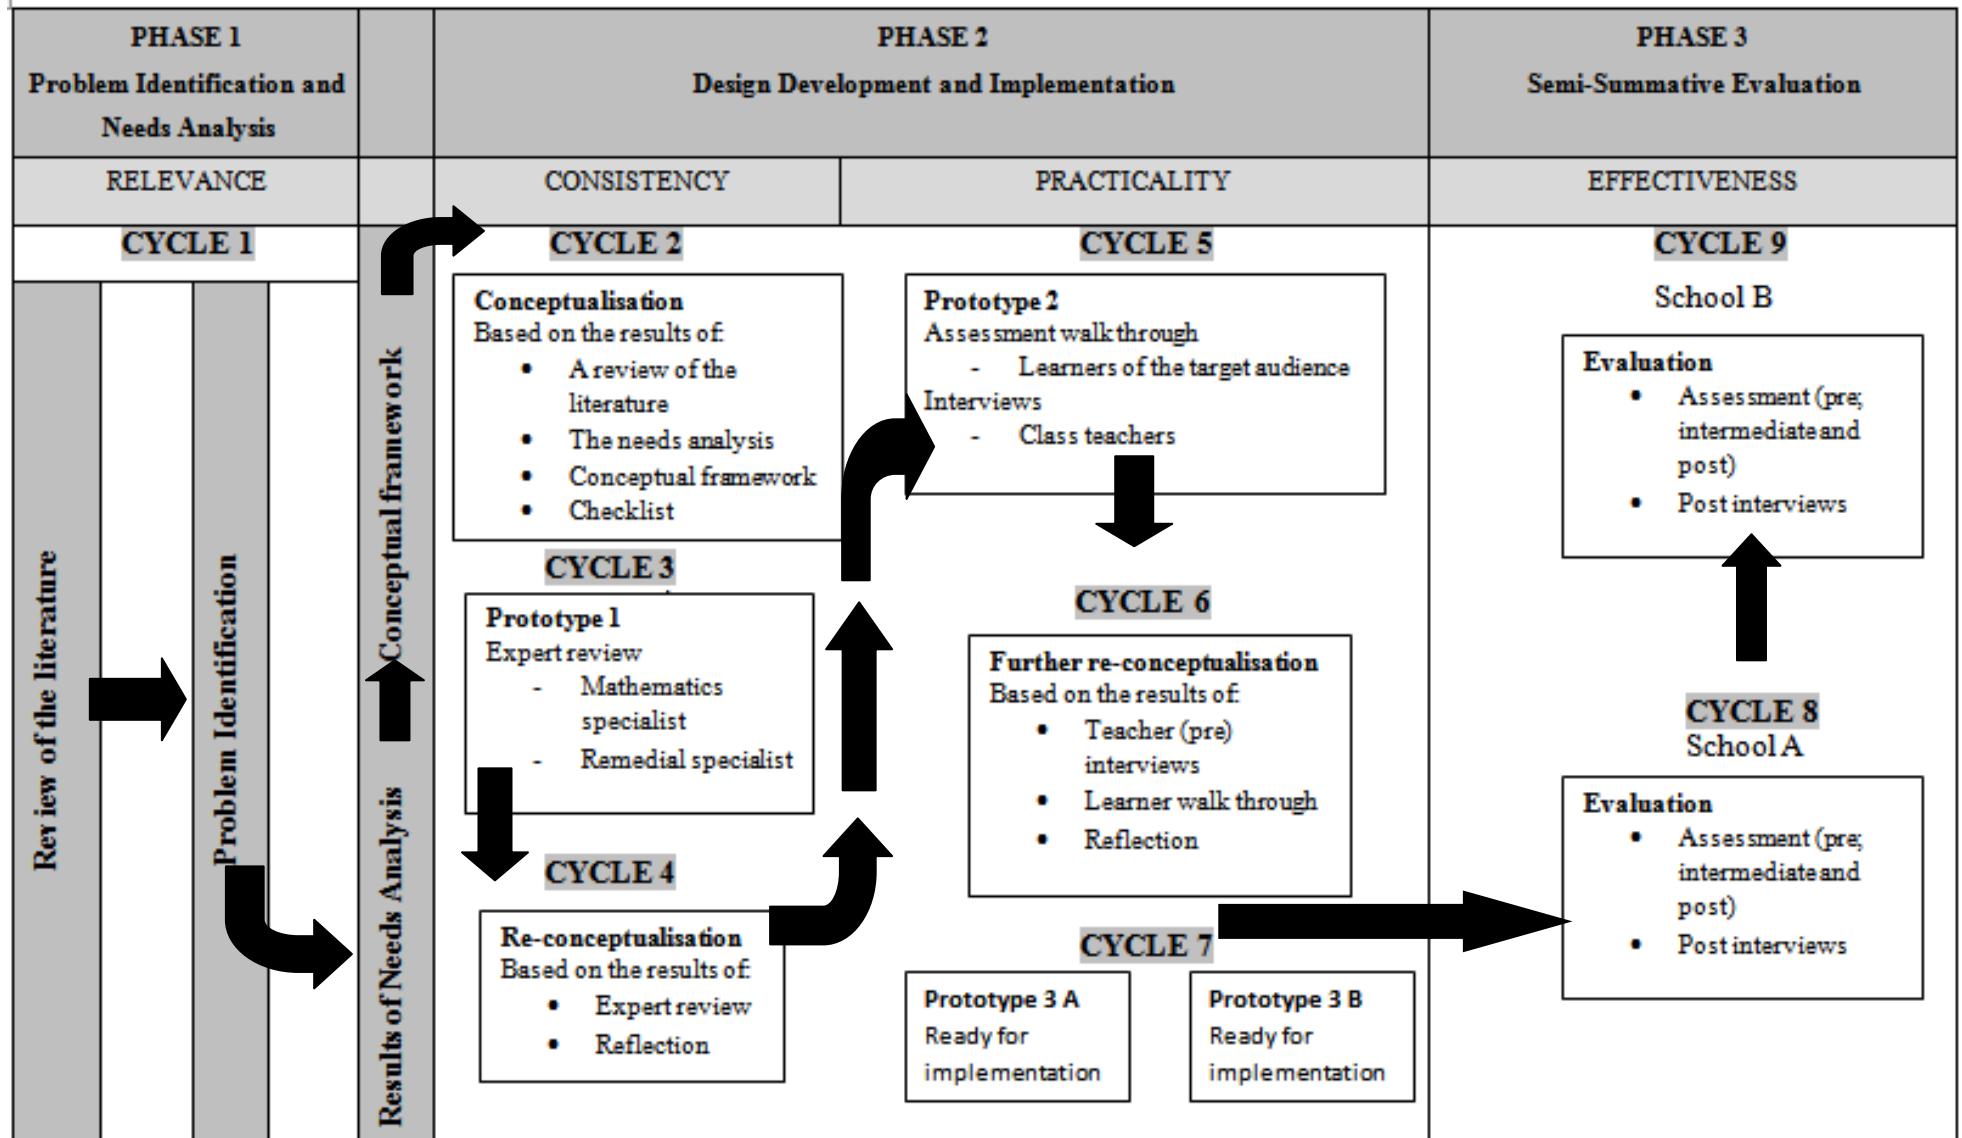 PHASE 1
Problem Identification and
Needs Analysis
PHASE 2
Design Development and Implementation
PHASE 3
Semi-Summative Evaluation
RELEVANCE
CONSISTENCY
PRACTICALITY
EFFECTIVENESS
CYCLE 1
Review of the literature
Problem Identification
Results of Needs Analysis
Conceptual framework
CYCLE 2
Conceptualisation
Based on the results of:
• A review of the
literature
• The needs analysis
• Conceptual framework
• Checklist
CYCLE 3
Prototype 1
Expert review
- Mathematics
specialist
- Remedial specialist
CYCLE 4
Re-conceptualisation
Based on the results of:
• Expert review
• Reflection
CYCLE 5
Prototype 2
Assessment walk through
- Learners of the target audience
Interviews
- Class teachers
CYCLE 6
Further re-conceptualisation
Based on the results of:
• Teacher (pre)
interviews
• Learner walk through
• Reflection
CYCLE 7
Prototype 3 A
Ready for
implementation
Prototype 3 B
Ready for
implementation
CYCLE 9
School B
Evaluation
• Assessment (pre;
intermediate and
post)
• Post interviews
CYCLE 8
School A
Evaluation
• Assessment (pre;
intermediate and
post)
• Post interviews